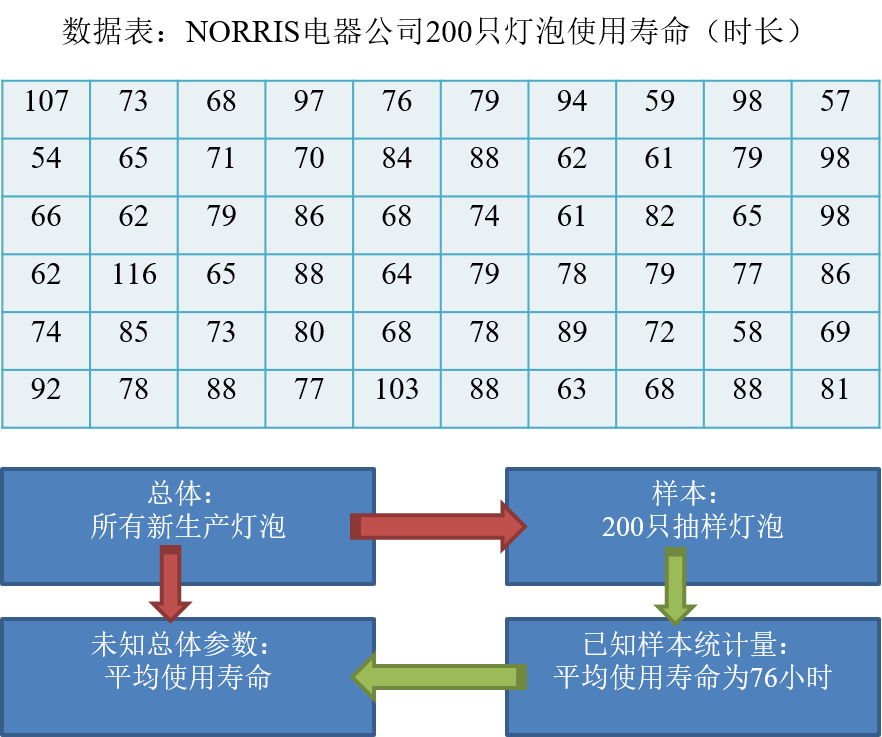 数据表：NORRIS电器公司200只灯泡使用寿命（时长）
107 73 68 97 76 79 94 59 98 57
54 65 71 70 84 88 62 61 79 98
66 62 79 86 68 74 61 82 65 98
62 116 65 88 64 79 78 79 77 86
74 85 73 80 68 78 89 72 58 69
92 78 88 77 103 88 63 68 88 81
总体：
所有新生产灯泡
样本：
200只抽样灯泡
未知总体参数：
平均使用寿命
已知样本统计量：
平均使用寿命为76小时